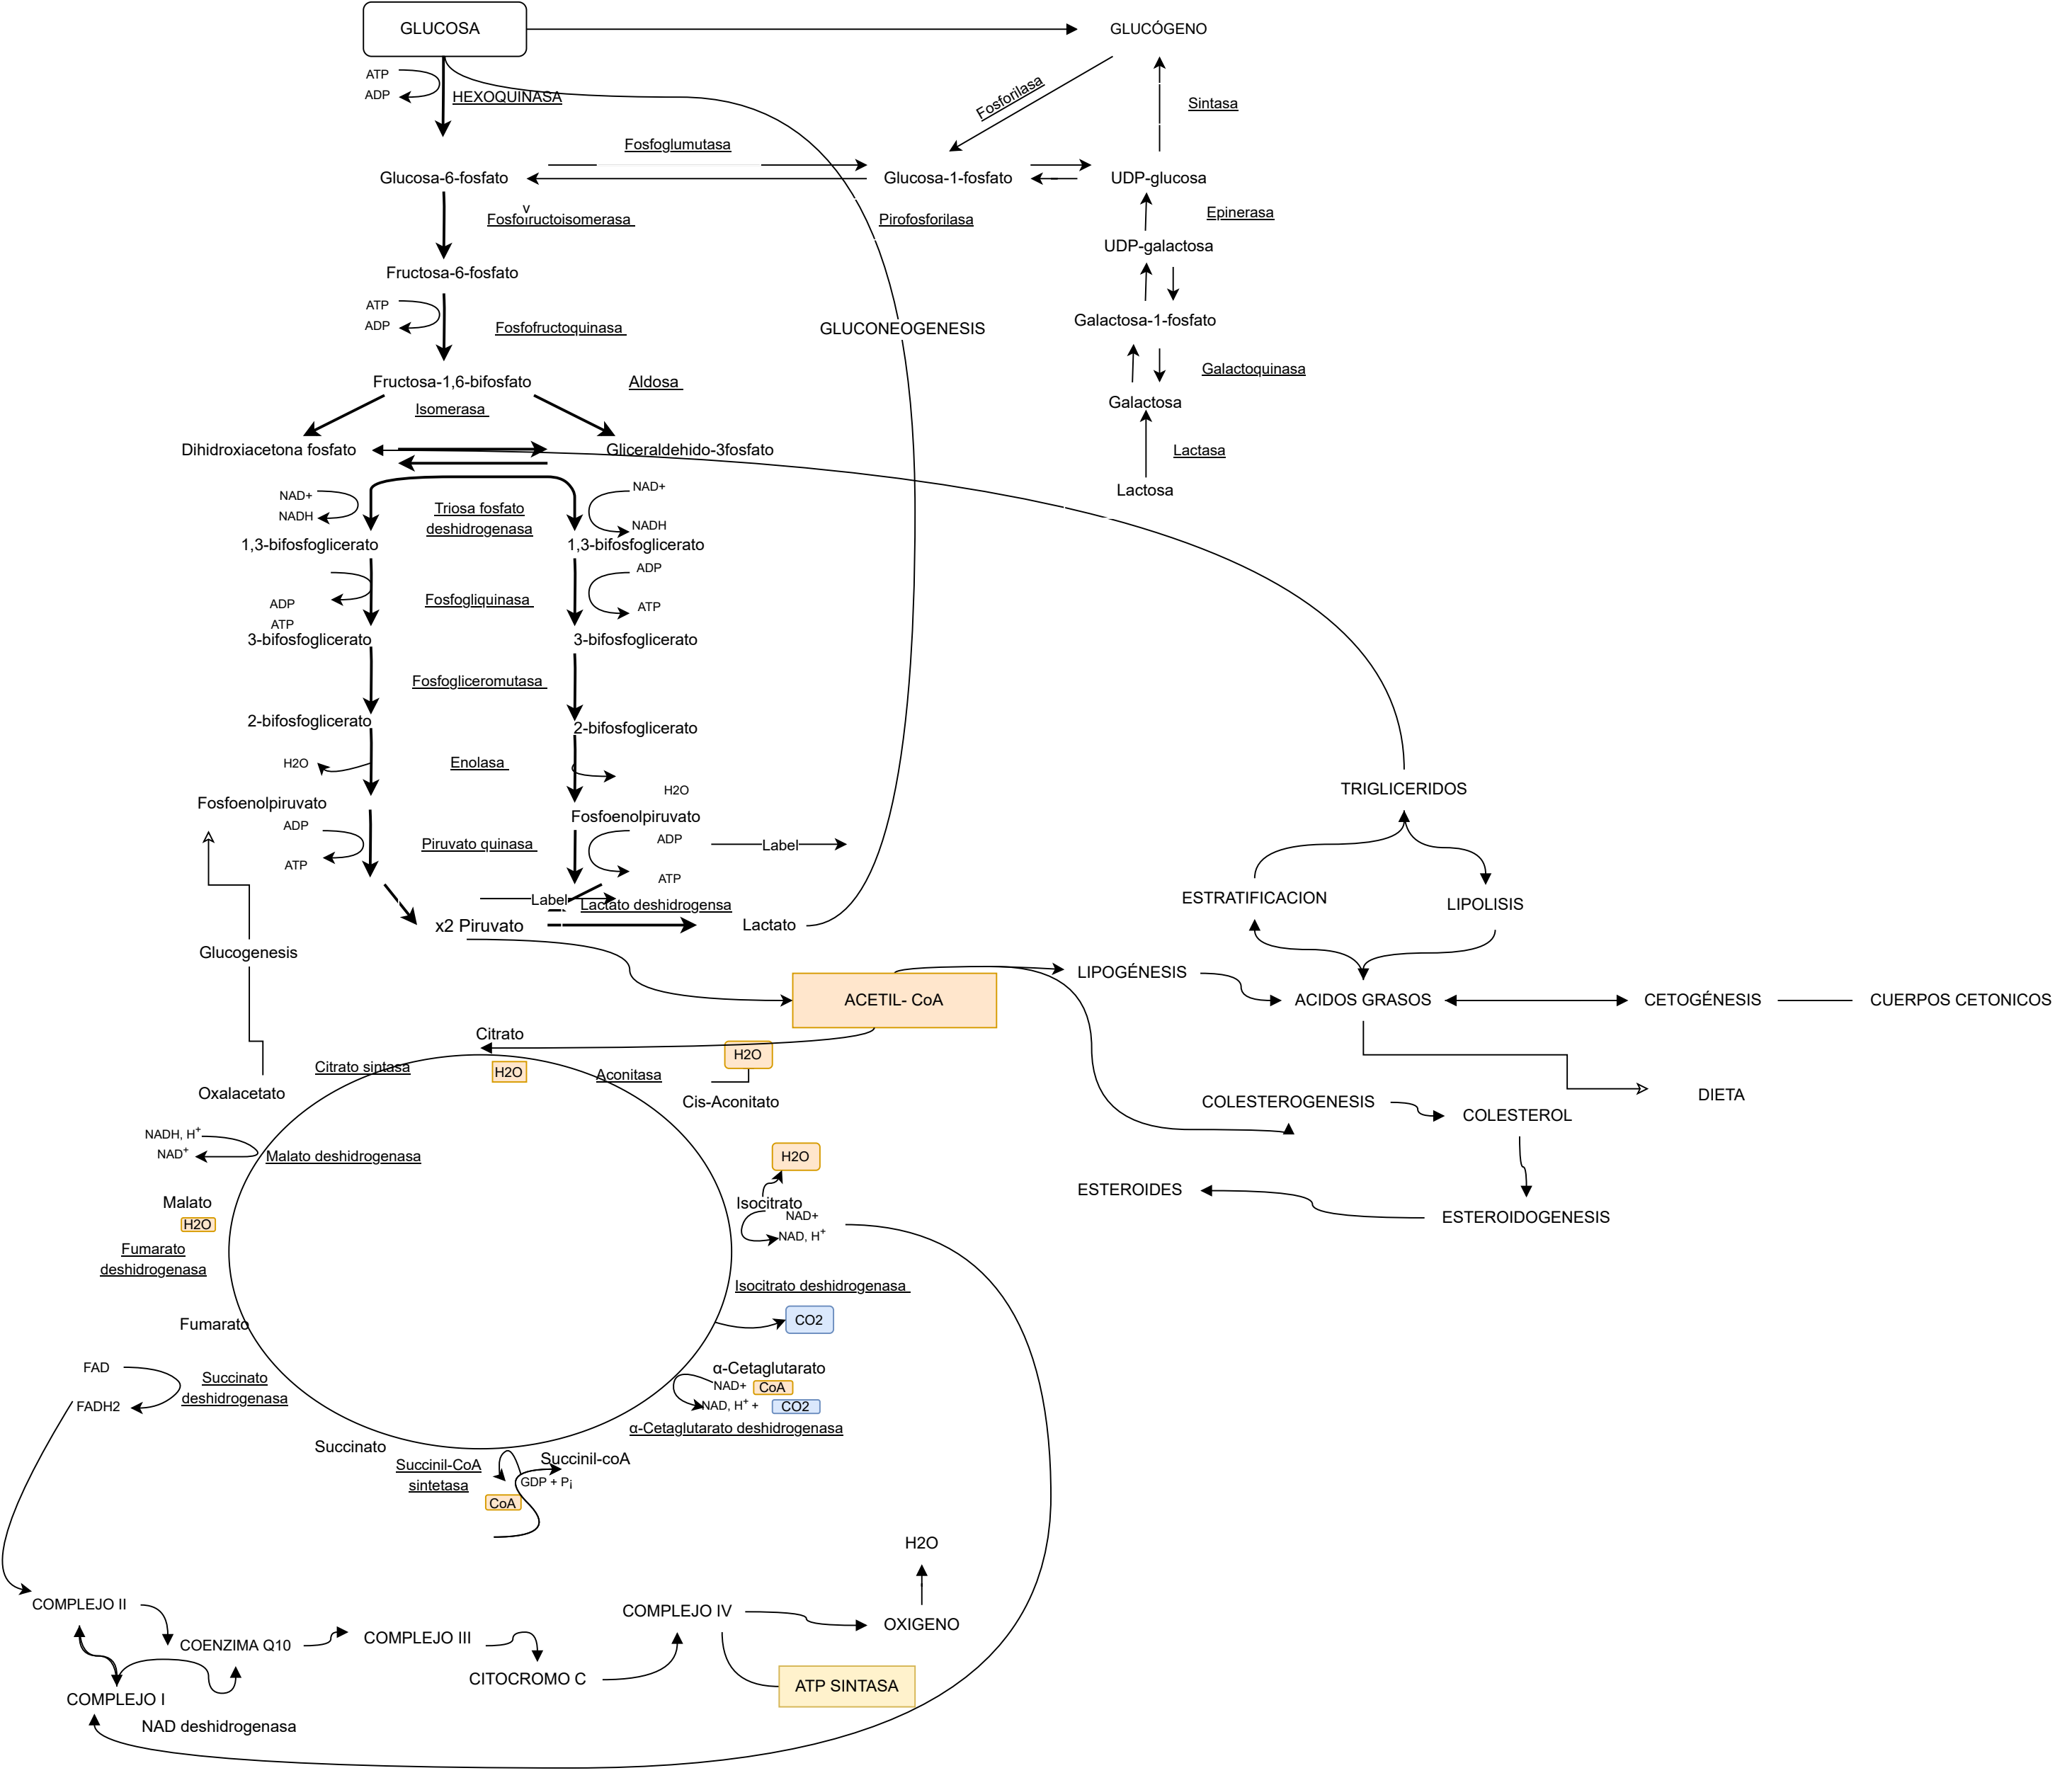 GLUCOSA
GLUCÓGENO
ATP
ADP
HEXOQUINASA
Fosforilasa
Sintasa
Fosfoglumutasa
Glucosa-6-fosfato
Glucosa-1-fosfato
UDP-glucosa
v
Fosfofructoisomerasa
Pirofosforilasa
Epinerasa
UDP-galactosa
Fructosa-6-fosfato
ATP
ADP
Fosfofructoquinasa
GLUCONEOGENESIS
Galactosa-1-fosfato
Galactoquinasa
Fructosa-1,6-bifosfato
Aldosa
Isomerasa
Galactosa
Dihidroxiacetona fosfato
Gliceraldehido-3fosfato
Lactasa
Lactosa
NAD+
NADH
Triosa fosfato
deshidrogenasa
NAD+
NADH
1,3-bifosfoglicerato
1,3-bifosfoglicerato
ADP
ATP
Fosfogliquinasa
ADP
ATP
3-bifosfoglicerato
3-bifosfoglicerato
Fosfogliceromutasa
2-bifosfoglicerato
2-bifosfoglicerato
H2O
Enolasa
H2O
TRIGLICERIDOS
Fosfoenolpiruvato
Fosfoenolpiruvato
ADP
ATP
Piruvato quinasa
ADP
ATP
Label
Label
Lactato deshidrogensa
x2 Piruvato
Lactato
ESTRATIFICACION
LIPOLISIS
Glucogenesis
ACETIL- CoA
LIPOGÉNESIS
ACIDOS GRASOS
CETOGÉNESIS
CUERPOS CETONICOS
Citrato
Citrato sintasa
H2O
Aconitasa
H2O
Oxalacetato
Cis-Aconitato
COLESTEROGENESIS
COLESTEROL
DIETA
NADH, H+
NAD+
Malato deshidrogenasa
H2O
Malato
H2O
Isocitrato
NAD+
NAD, H+
ESTEROIDES
ESTEROIDOGENESIS
Fumarato
deshidrogenasa
Isocitrato deshidrogenasa
Fumarato
CO2
FAD
FADH2
Succinato
deshidrogenasa
α-Cetaglutarato
NAD+
CoA
NAD, H+ +
CO2
α-Cetaglutarato deshidrogenasa
Succinato
Succinil-CoA
sintetasa
Succinil-coA
GDP + Pi
CoA
H2O
COMPLEJO II
COMPLEJO IV
OXIGENO
COENZIMA Q10
COMPLEJO III
CITOCROMO C
ATP SINTASA
COMPLEJO I
NAD deshidrogenasa